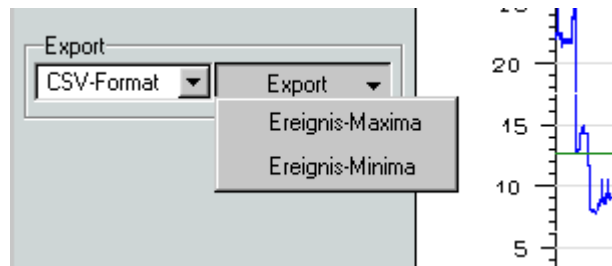 Export
CSV-Format
Export
Ereignis-Maxima
Ereignis-Minima
20
15
10
5